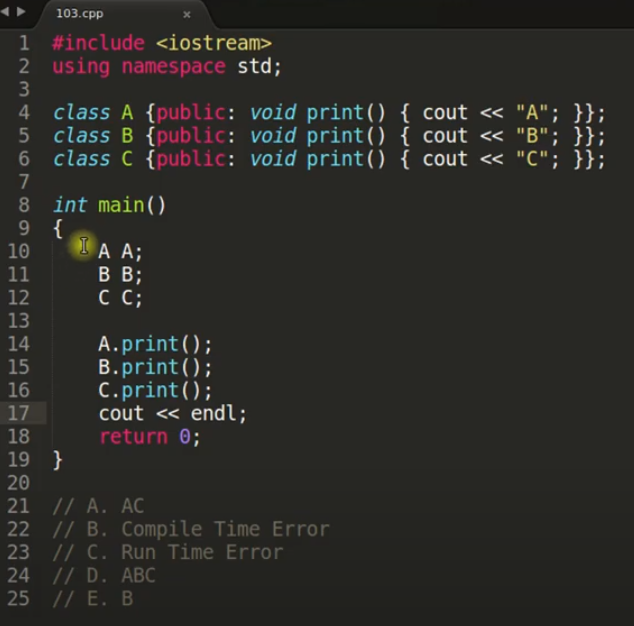 103.cpp ×
1 #include <iostream>
2 using namespace std;
3
4 class A {public: void print() { cout << "A"; }};
5 class B {public: void print() { cout << "B"; }};
6 class C {public: void print() { cout << "C"; }};
7
8 int main()
9 {
10     A A;
11     B B;
12     C C;
13
14     A.print();
15     B.print();
16     C.print();
17     cout << endl;
18     return 0;
19 }
20
21 // A. AC
22 // B. Compile Time Error
23 // C. Run Time Error
24 // D. ABC
25 // E. B